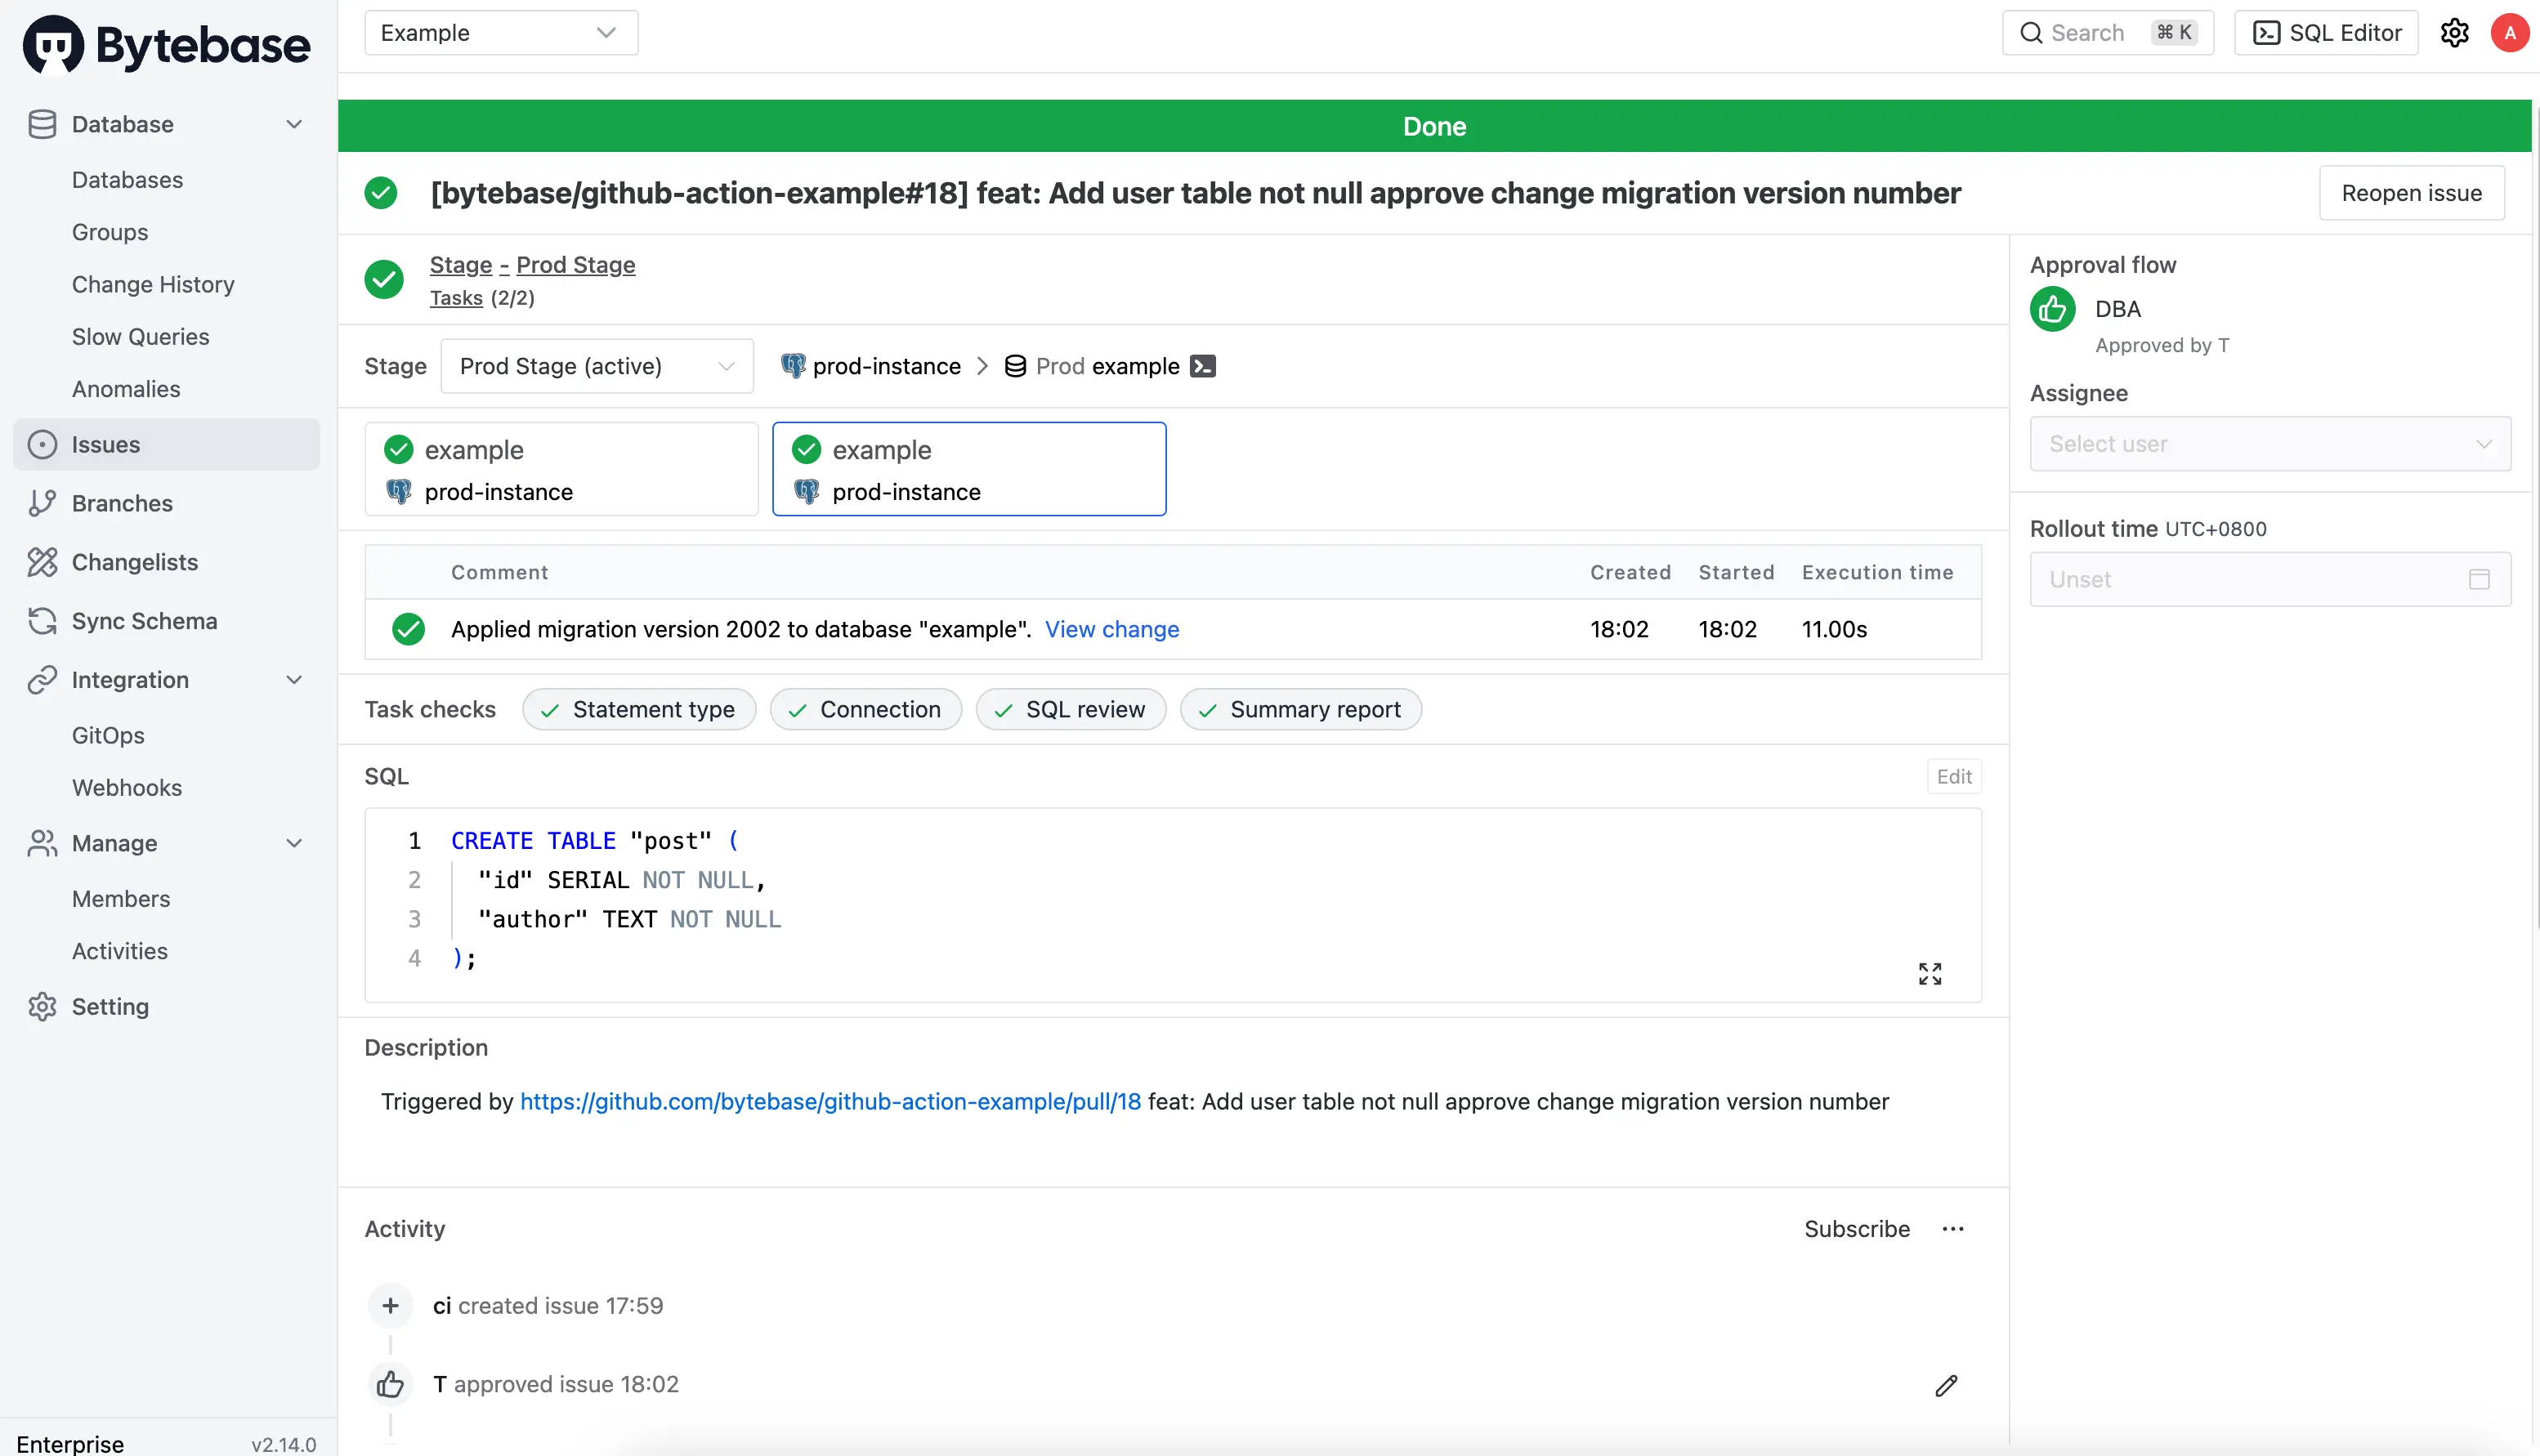 Bytebase
Example
Search ⌘ K
SQL Editor
A
Database
Databases
Groups
Change History
Slow Queries
Anomalies
Issues
Branches
Changelists
Sync Schema
Integration
GitOps
Webhooks
Manage
Members
Activities
Setting
Enterprise v2.14.0
Done
[bytebase/github-action-example#18] feat: Add user table not null approve change migration version number
Reopen issue
Stage - Prod Stage
Tasks (2/2)
Stage Prod Stage (active) prod-instance > Prod example
example
prod-instance
example
prod-instance
Comment Created Started Execution time
Applied migration version 2002 to database "example". View change 18:02 18:02 11.00s
Task checks Statement type Connection SQL review Summary report
SQL Edit
1 CREATE TABLE "post" (
2 "id" SERIAL NOT NULL,
3 "author" TEXT NOT NULL
4 );
Description
Triggered by https://github.com/bytebase/github-action-example/pull/18 feat: Add user table not null approve change migration version number
Activity Subscribe ...
ci created issue 17:59
T approved issue 18:02
Approval flow
DBA
Approved by T
Assignee
Select user
Rollout time UTC+0800
Unset